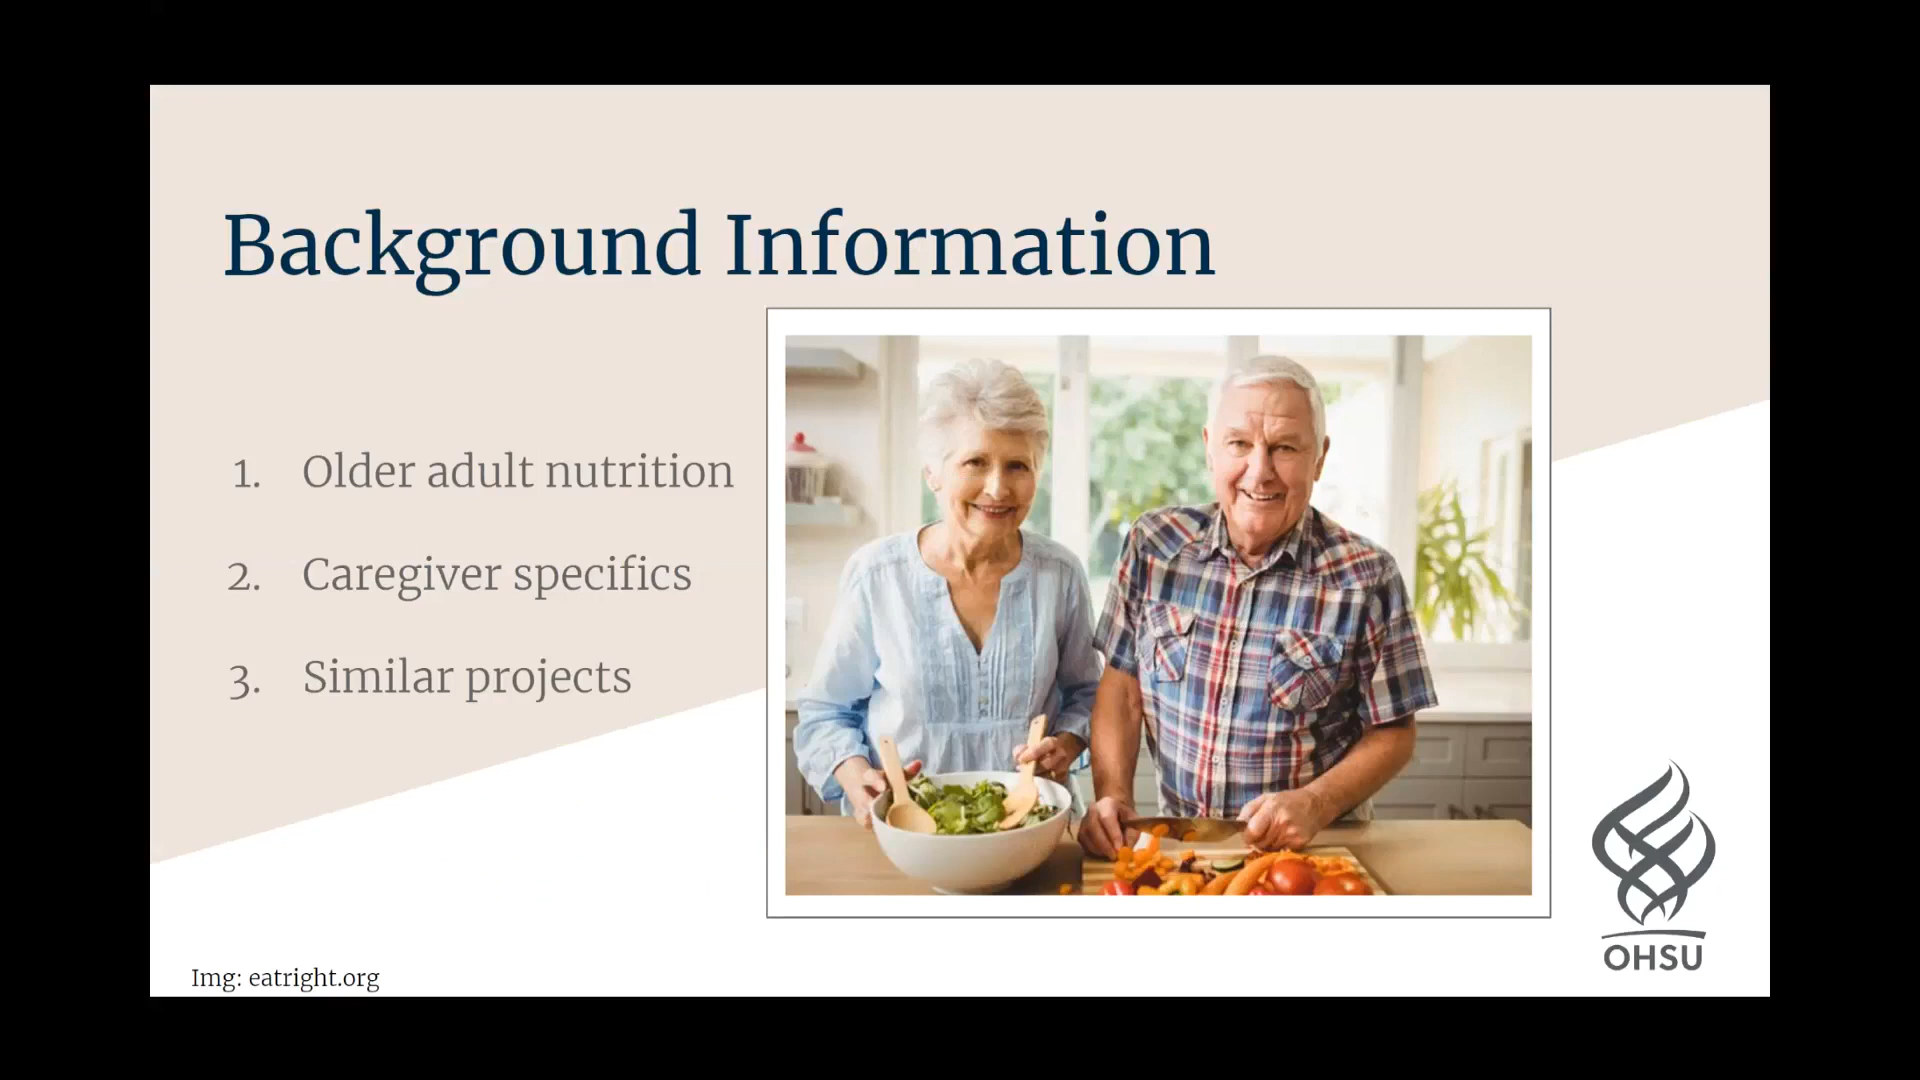 Background Information
1. Older adult nutrition
2. Caregiver specifics
3. Similar projects
OHSU
Img: eatright.org